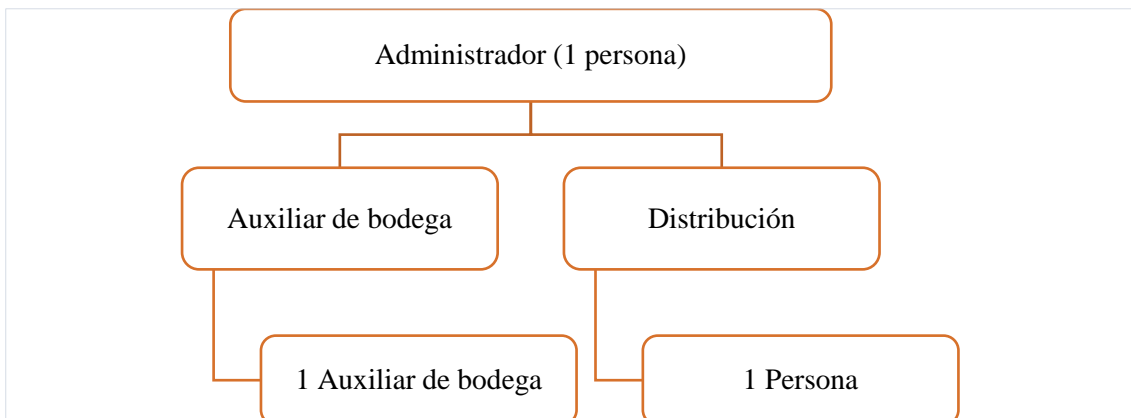 Administrador (1 persona)
Auxiliar de bodega
Distribución
1 Auxiliar de bodega
1 Persona